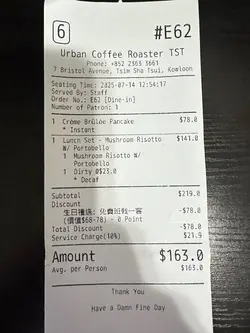 6 #E62
Urban Coffee Roaster TST
Phone: +852 2363 3661
7 Bristol Avenue, Tsim Sha Tsui, Kowloon
Seating Time: 2025-07-14 12:54:17
Served By: Staff
Order No.: E62 [Dine-in]
Number of Patron: 1
1 Crème Brûlée Pancake $78.0
* Instant
1 Lunch Set - Mushroom Risotto $141.0
W/ Portobello
1 Mushroom Risotto W/
Portobello
1 Dirty @$23.0
* Decaf
Subtotal $219.0
Discount
生日禮遇: 免費班戟一客 -$78.0
(價值$68-78) - 0 Point
Total Discount -$78.0
Service Charge(10%) $21.9
Amount $163.0
Avg. per Person $163.0
Thank You
Have a Damn Fine Day